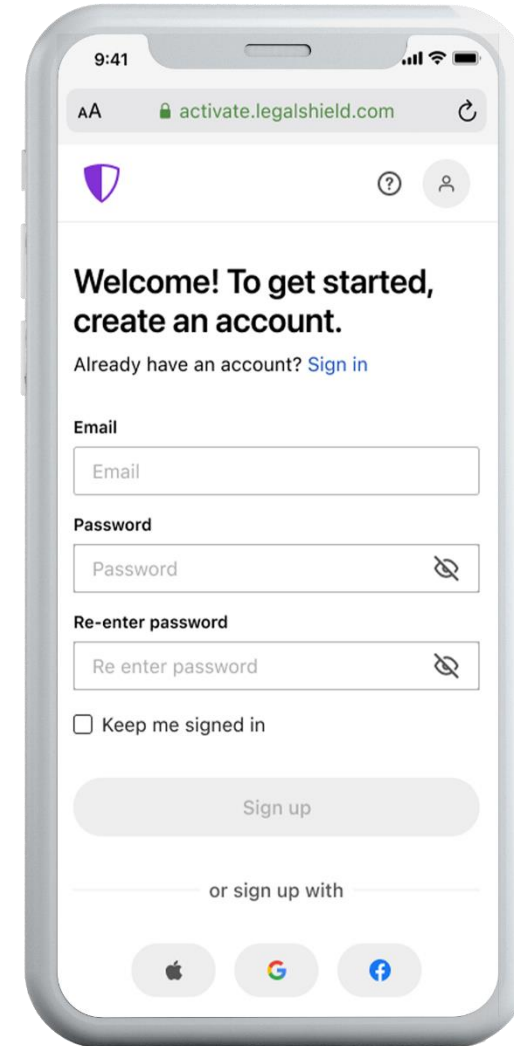 9:41
AA activate.legalshield.com
Welcome! To get started,
create an account.
Already have an account? Sign in
Email
Email
Password
Password
Re-enter password
Re enter password
Keep me signed in
Sign up
or sign up with